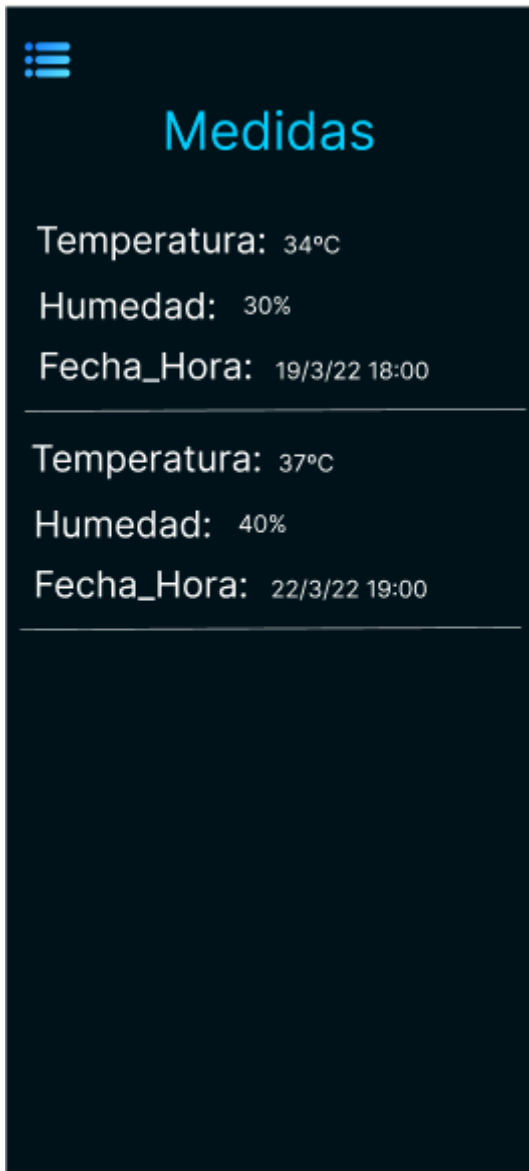 Medidas
Temperatura: 34ºC
Humedad: 30%
Fecha_Hora: 19/3/22 18:00
Temperatura: 37ºC
Humedad: 40%
Fecha_Hora: 22/3/22 19:00